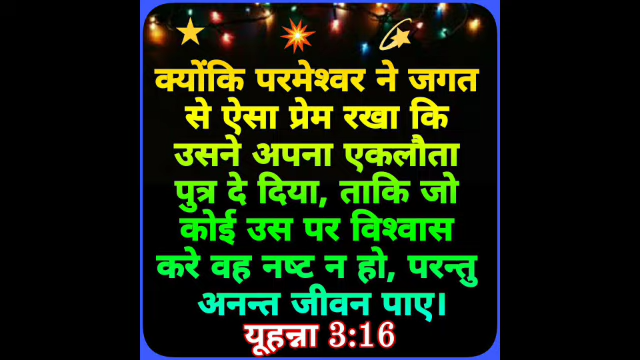 क्योंकि परमेश्वर ने जगत
से ऐसा प्रेम रखा कि
उसने अपना एकलौता
पुत्र दे दिया, ताकि जो
कोई उस पर विश्वास
करे वह नष्ट न हो, परन्तु
अनन्त जीवन पाए।
यूहन्ना 3:16